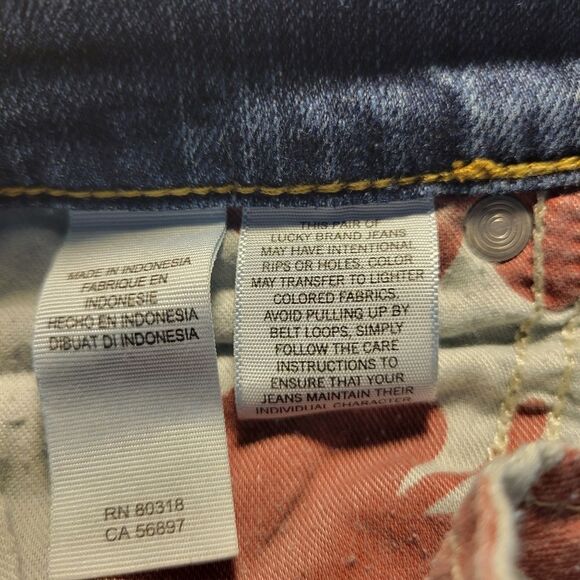 MADE IN INDONESIA
FABRIQUE EN
INDONESIE
HECHO EN INDONESIA
DIBUAT DI INDONESIA
RN 80318
CA 56897
THIS PAIR OF
LUCKY BRAND JEANS
MAY HAVE INTENTIONAL
RIPS OR HOLES. COLOR
MAY TRANSFER TO LIGHTER
COLORED FABRICS.
AVOID PULLING UP BY
BELT LOOPS, SIMPLY
FOLLOW THE CARE
INSTRUCTIONS TO
ENSURE THAT YOUR
JEANS MAINTAIN THEIR
INDIVIDUAL CHARACTER